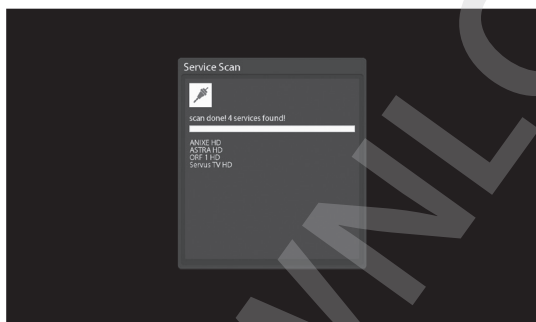 Service Scan
scan done! 4 services found!
ANIXE HD
ASTRA HD
ORF 1 HD
Servus TV HD